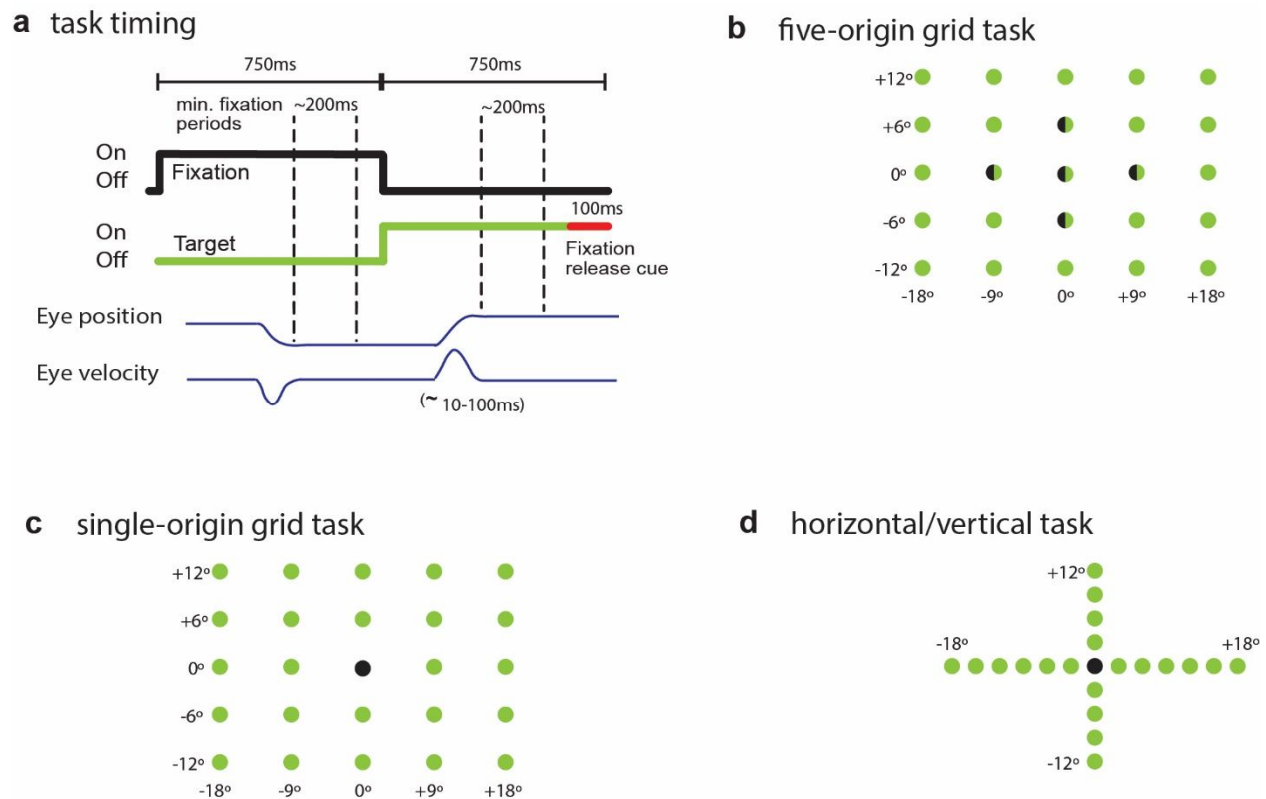 a task timing
750ms 750ms
min. fixation periods ~200ms ~200ms
On
Off
Fixation
100ms
On
Off
Target
Fixation
release cue
Eye position
Eye velocity
(~ 10-100ms)
b five-origin grid task
+12º
+6º
0º
-6º
-12º
-18º -9º 0º +9º +18º
c single-origin grid task
+12º
+6º
0º
-6º
-12º
-18º -9º 0º +9º +18º
d horizontal/vertical task
+12º
-18º +18º
-12º